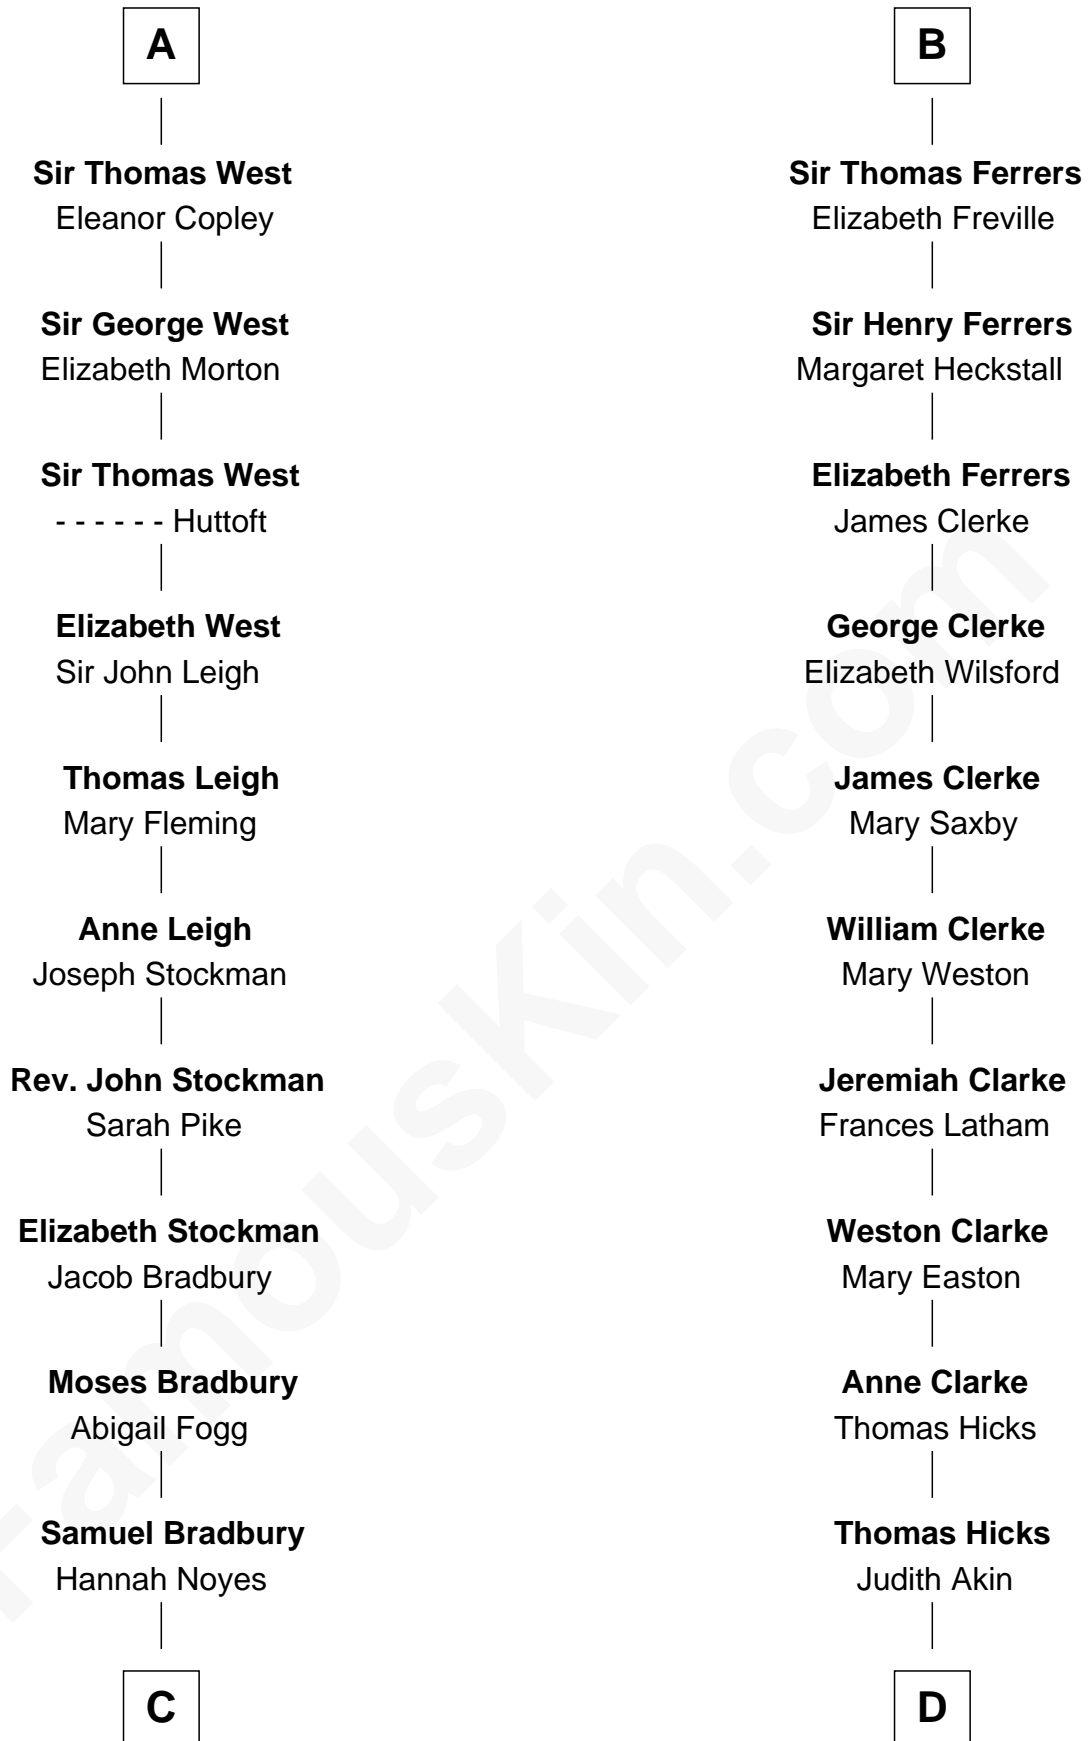 A
Sir Thomas West
Eleanor Copley
Sir George West
Elizabeth Morton
Sir Thomas West
- - - - - - Huttoft
Elizabeth West
Sir John Leigh
Thomas Leigh
Mary Fleming
Anne Leigh
Joseph Stockman
Rev. John Stockman
Sarah Pike
Elizabeth Stockman
Jacob Bradbury
Moses Bradbury
Abigail Fogg
Samuel Bradbury
Hannah Noyes
C
B
Sir Thomas Ferrers
Elizabeth Freville
Sir Henry Ferrers
Margaret Heckstall
Elizabeth Ferrers
James Clerke
George Clerke
Elizabeth Wilsford
James Clerke
Mary Saxby
William Clerke
Mary Weston
Jeremiah Clarke
Frances Latham
Weston Clarke
Mary Easton
Anne Clarke
Thomas Hicks
Thomas Hicks
Judith Akin
D
FamousKin.com